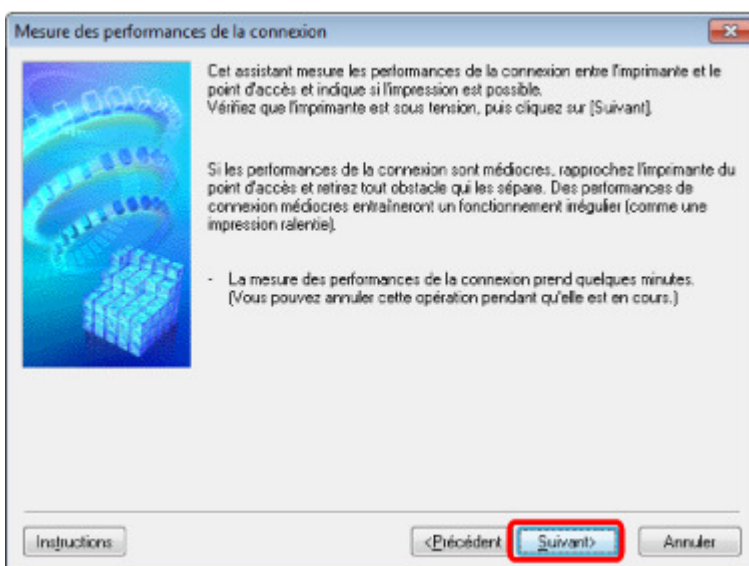 Mesure des performances de la connexion
Cet assistant mesure les performances de la connexion entre l'imprimante et le
point d'accès et indique si l'impression est possible.
Vérifiez que l'imprimante est sous tension, puis cliquez sur [Suivant].
Si les performances de la connexion sont médiocres, rapprochez l'imprimante du
point d'accès et retirez tout obstacle qui les sépare. Des performances de
connexion médiocres entraîneront un fonctionnement irrégulier (comme une
impression ralentie).
- La mesure des performances de la connexion prend quelques minutes.
(Vous pouvez annuler cette opération pendant qu'elle est en cours.)
Instructions <Précédent Suivant> Annuler